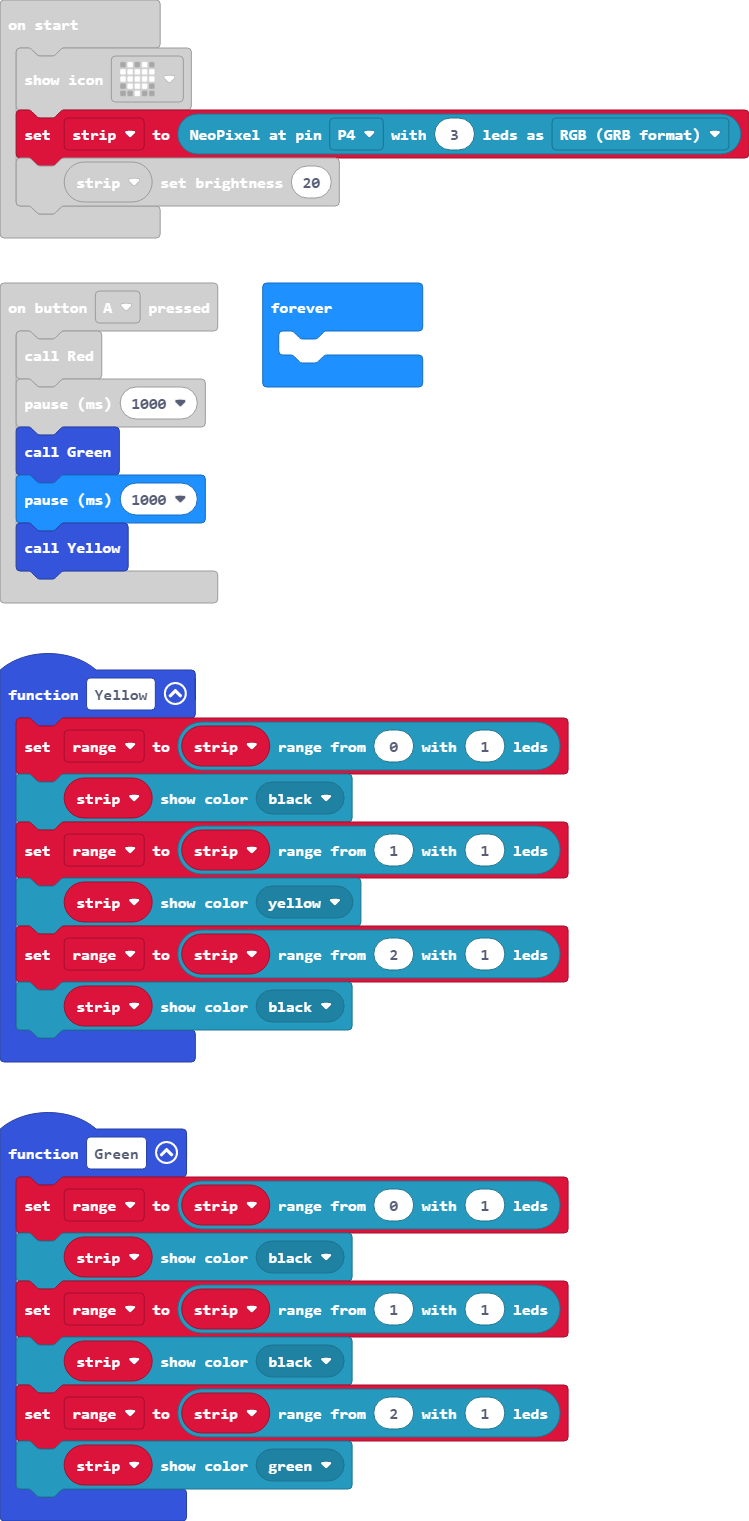 on start
show icon
set strip to NeoPixel at pin P4 with 3 leds as RGB (GRB format)
strip set brightness 20
on button A pressed
forever
call Red
pause (ms) 1000
call Green
pause (ms) 1000
call Yellow
function Yellow
set range to strip range from 0 with 1 leds
strip show color black
set range to strip range from 1 with 1 leds
strip show color yellow
set range to strip range from 2 with 1 leds
strip show color black
function Green
set range to strip range from 0 with 1 leds
strip show color black
set range to strip range from 1 with 1 leds
strip show color black
set range to strip range from 2 with 1 leds
strip show color green